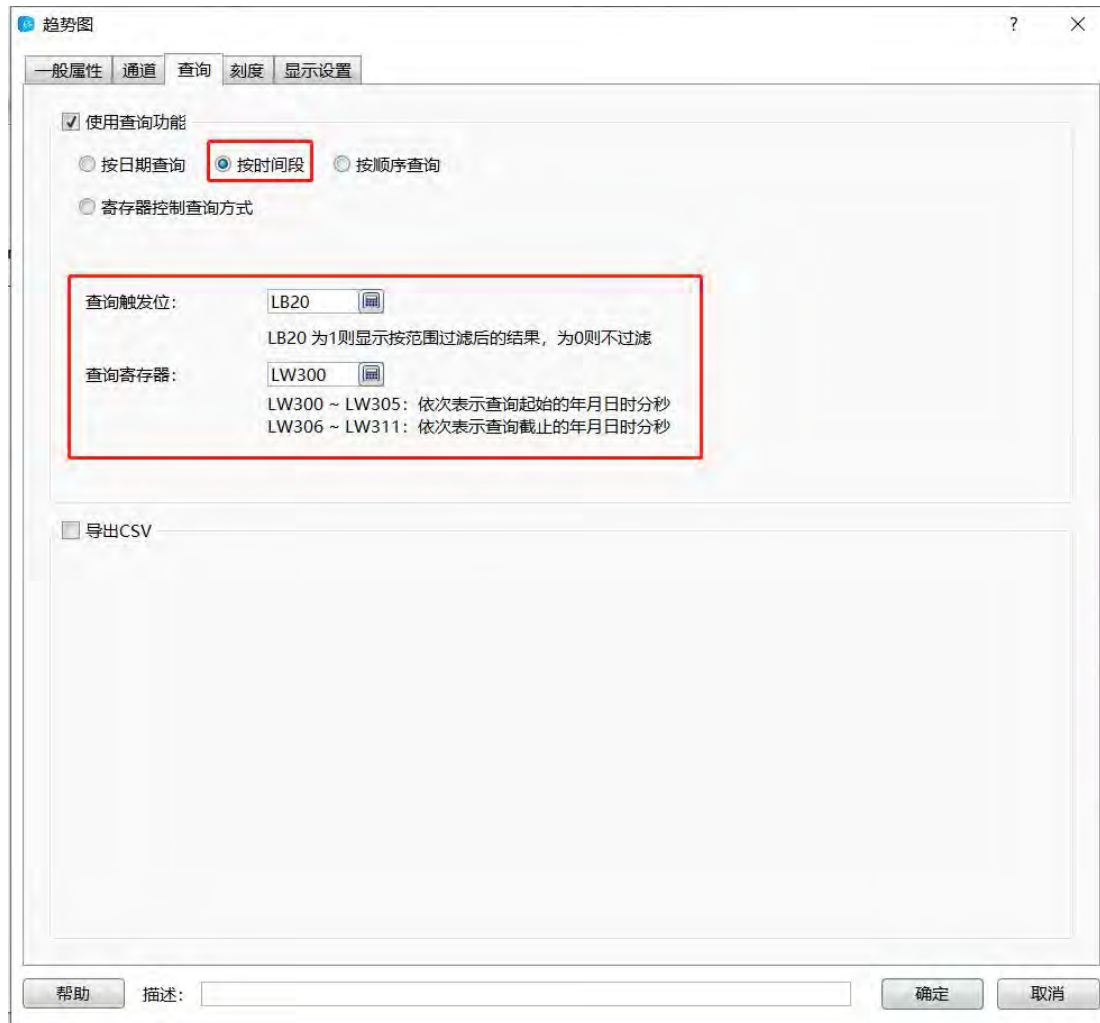 趋势图
一般属性 通道 查询 刻度 显示设置
使用查询功能
按日期查询 按时间段 按顺序查询
寄存器控制查询方式
查询触发位： LB20
LB20 为1则显示按范围过滤后的结果，为0则不过滤
查询寄存器： LW300
LW300 ~ LW305：依次表示查询起始的年月日时分秒
LW306 ~ LW311：依次表示查询截止的年月日时分秒
导出CSV
帮助 描述： 确定 取消